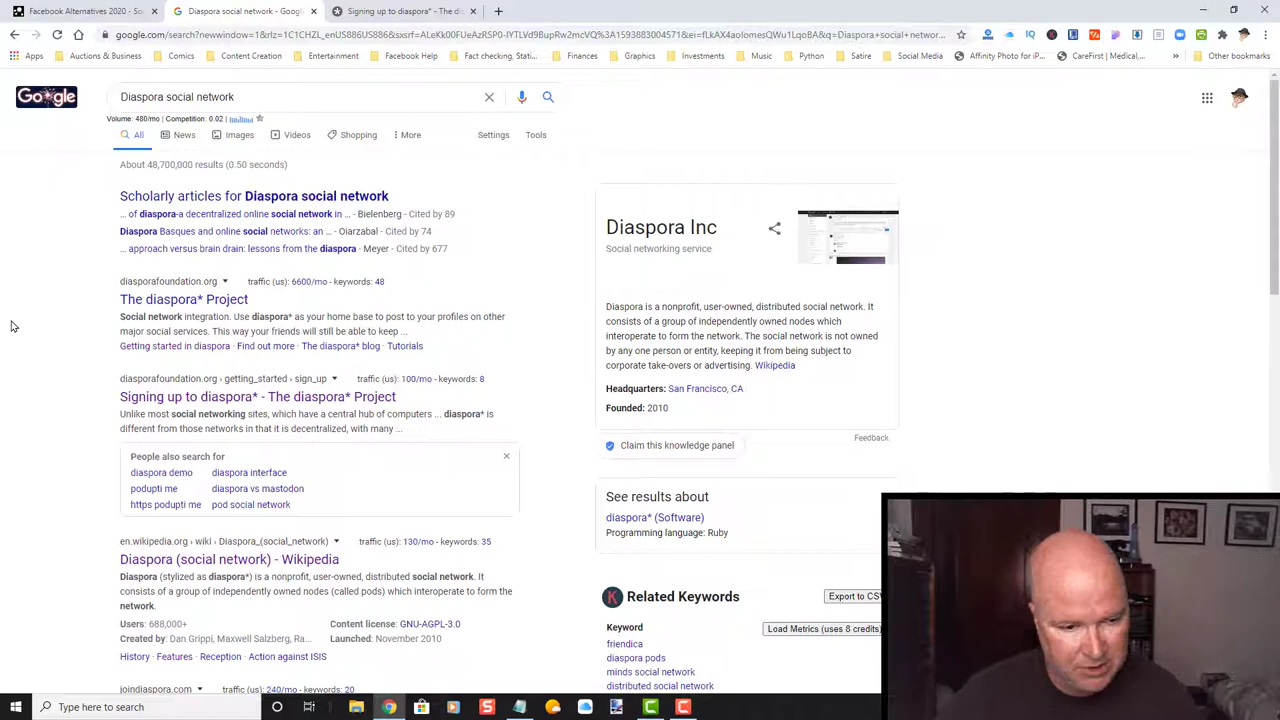 Facebook Alternatives 2020 - Soc
Diaspora social network - Google
Signing up to diaspora* - The dia
google.com/search?newwindow=1&rlz=1C1CHZL_enUS886US886&sxsrf=
Apps
Auctions
Comics
Courses
Entertainment
Facebook Help
Fact checking, Stati...
Finances
Graphics
Investments
Music
Python
Satire
Social Media
Affinity Photo for iP...
CareFirst | Medical,...
»
Other bookmarks
Google
Diaspora social network
Volume: 480/mo | Competition: 0.02 |
All
News
Images
Videos
Shopping
More
Settings
Tools
About 48,700,000 results (0.50 seconds)
Scholarly articles for Diaspora social network
... of diaspora-a decentralized online social network in ... - Bielenberg - Cited by 89
Diaspora Basques and online social networks: an ... - Oiarzabal - Cited by 74
... approach versus brain drain: lessons from the diaspora - Meyer - Cited by 677
diasporafoundation.org
traffic (us): 6600/mo - keywords: 48
The diaspora* Project
Social network integration. Use diaspora* as your home base to post to your profiles on other
major social services. This way your friends will still be able to keep ...
Getting started in diaspora · Find out more · The diaspora* blog · Tutorials
diasporafoundation.org › getting_started › sign_up
traffic (us): 100/mo - keywords: 8
Signing up to diaspora* - The diaspora* Project
Unlike most social networking sites, which have a central hub of computers ... diaspora* is
different from those networks in that it is decentralized, with many ...
People also search for
diaspora demo
diaspora interface
podupti me
diaspora vs mastodon
https podupti me
pod social network
en.wikipedia.org › wiki › Diaspora_(social_network)
traffic (us): 130/mo - keywords: 35
Diaspora (social network) - Wikipedia
Diaspora (stylized as diaspora*) is a nonprofit, user-owned, distributed social network. It
consists of a group of independently owned nodes (called pods) which interoperate to form the
network.
Users: 688,000+
Content license: GNU-AGPL-3.0
Created by: Dan Grippi, Maxwell Salzberg, Ra...
Launched: November 2010
History · Features · Reception · Action against ISIS
joindiaspora.com
traffic (us): 240/mo - keywords: 20
Diaspora Inc
Social networking service
Diaspora is a nonprofit, user-owned, distributed social network. It
consists of a group of independently owned nodes which
interoperate to form the network. The social network is not owned
by any one person or entity, keeping it from being subject to
corporate take-overs or advertising. Wikipedia
Headquarters: San Francisco, CA
Founded: 2010
Claim this knowledge panel
Feedback
See results about
diaspora* (Software)
Programming language: Ruby
K
Related Keywords
Export to CS
Load Metrics (uses 8 credits)
Keyword
friendica
diaspora pods
minds social network
distributed social network
Type here to search